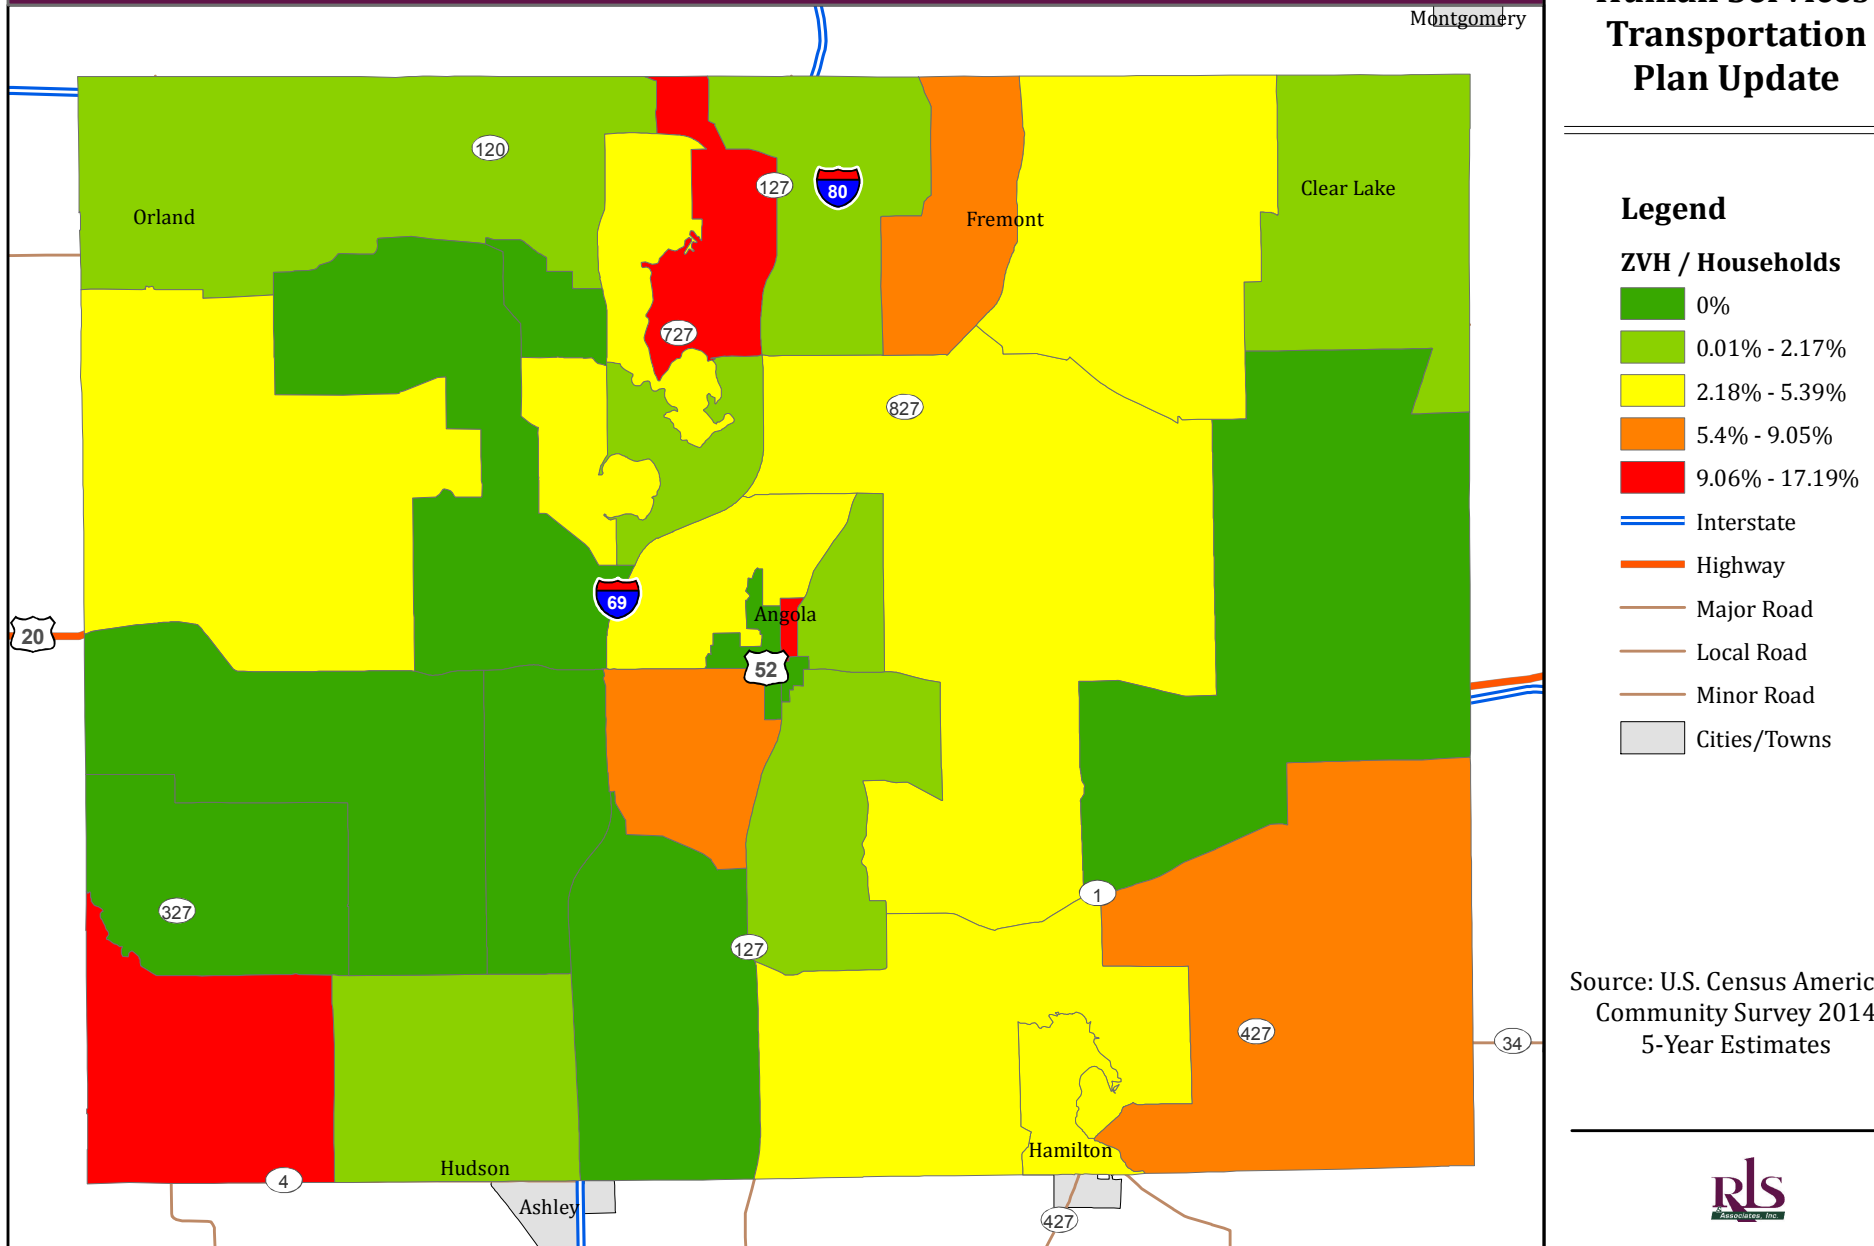 Montgomery
Transportation
Plan Update
120
127
80
Clear Lake
Orland
Fremont
727
827
69
Angola
20
52
327
1
127
427
34
Hamilton
Hudson
4
Ashley
427
Legend
ZVH / Households
0%
0.01% - 2.17%
2.18% - 5.39%
5.4% - 9.05%
9.06% - 17.19%
Interstate
Highway
Major Road
Local Road
Minor Road
Cities/Towns
Source: U.S. Census Americ
Community Survey 2014
5-Year Estimates
RLS
& Associates, Inc.